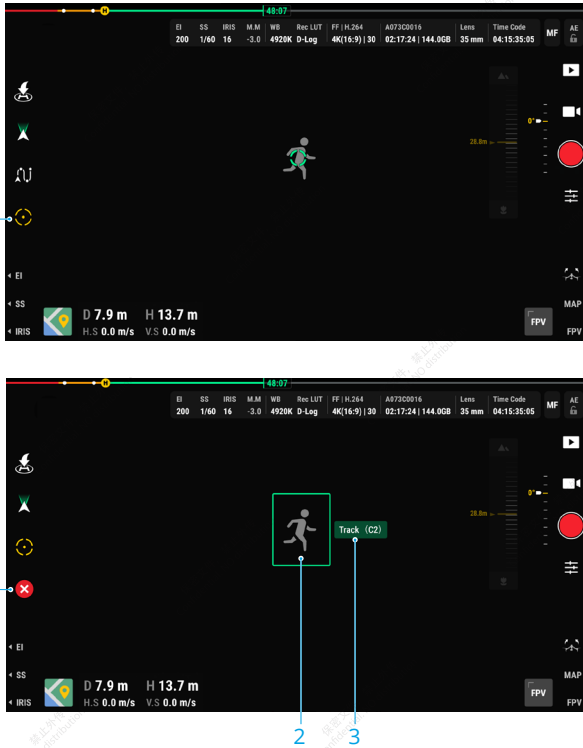 H 48:07
EI SS IRIS M.M WB Rec LUT FF | H.264 A073C0016 Lens Time Code AE
200 1/60 16 -3.0 4920K D-Log 4K(16:9) | 30 02:17:24 | 144.0GB 35 mm 04:15:35:05 MF
0°
28.8m
EI
SS
IRIS
D 7.9 m H 13.7 m
H.S 0.0 m/s V.S 0.0 m/s
FPV
MAP
FPV
H 48:07
EI SS IRIS M.M WB Rec LUT FF | H.264 A073C0016 Lens Time Code AE
200 1/60 16 -3.0 4920K D-Log 4K(16:9) | 30 02:17:24 | 144.0GB 35 mm 04:15:35:05 MF
0°
28.8m
Track (C2)
EI
SS
IRIS
D 7.9 m H 13.7 m
H.S 0.0 m/s V.S 0.0 m/s
FPV
MAP
FPV
2 3